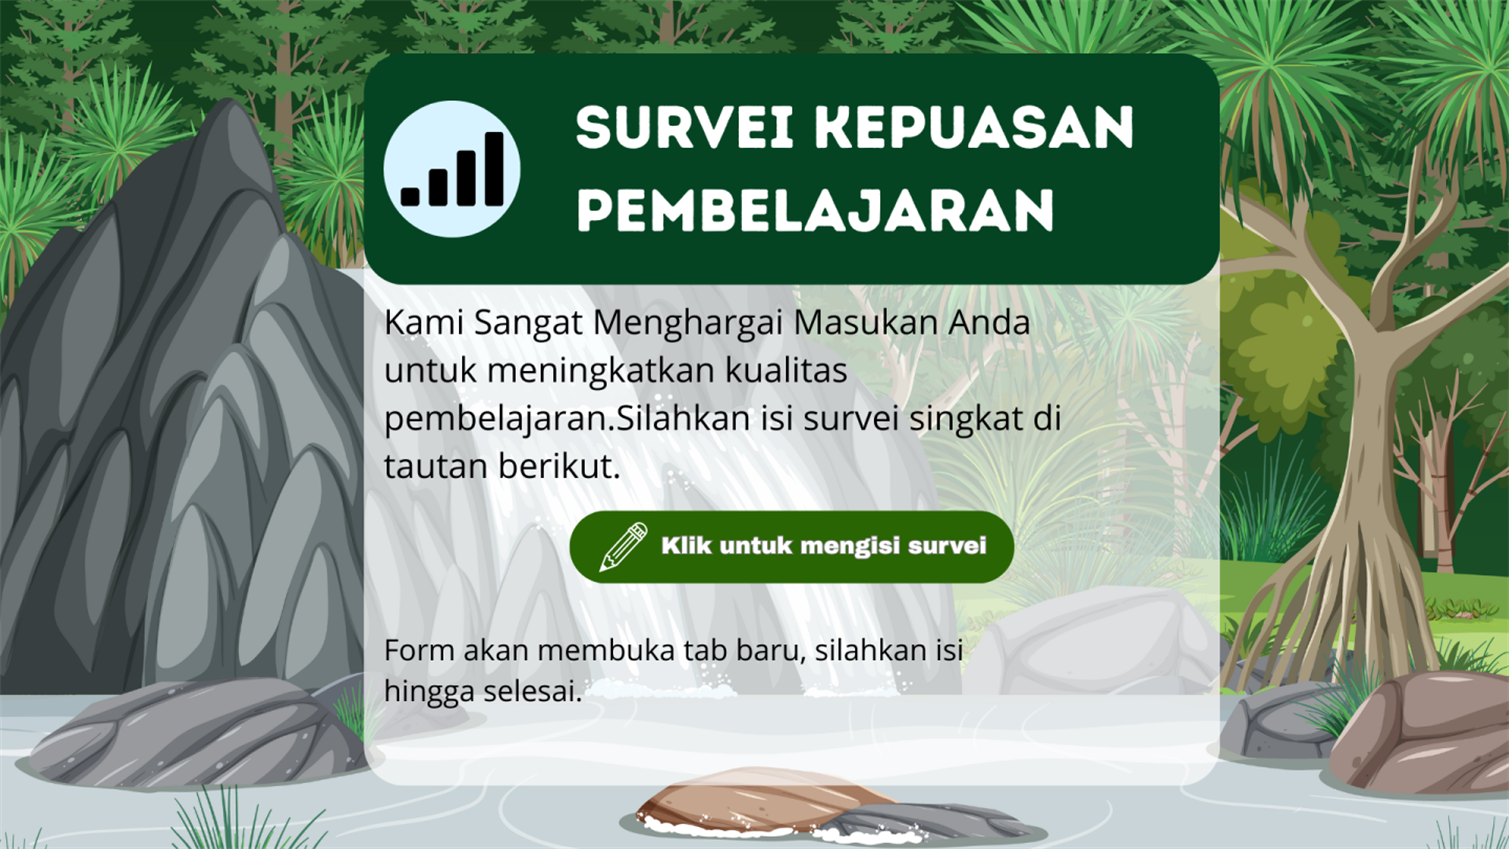 SURVEI KEPUASAN
PEMBELAJARAN
Kami Sangat Menghargai Masukan Anda
untuk meningkatkan kualitas
pembelajaran.Silahkan isi survei singkat di
tautan berikut.
Klik untuk mengisi survei
Form akan membuka tab baru, silahkan isi
hingga selesai.